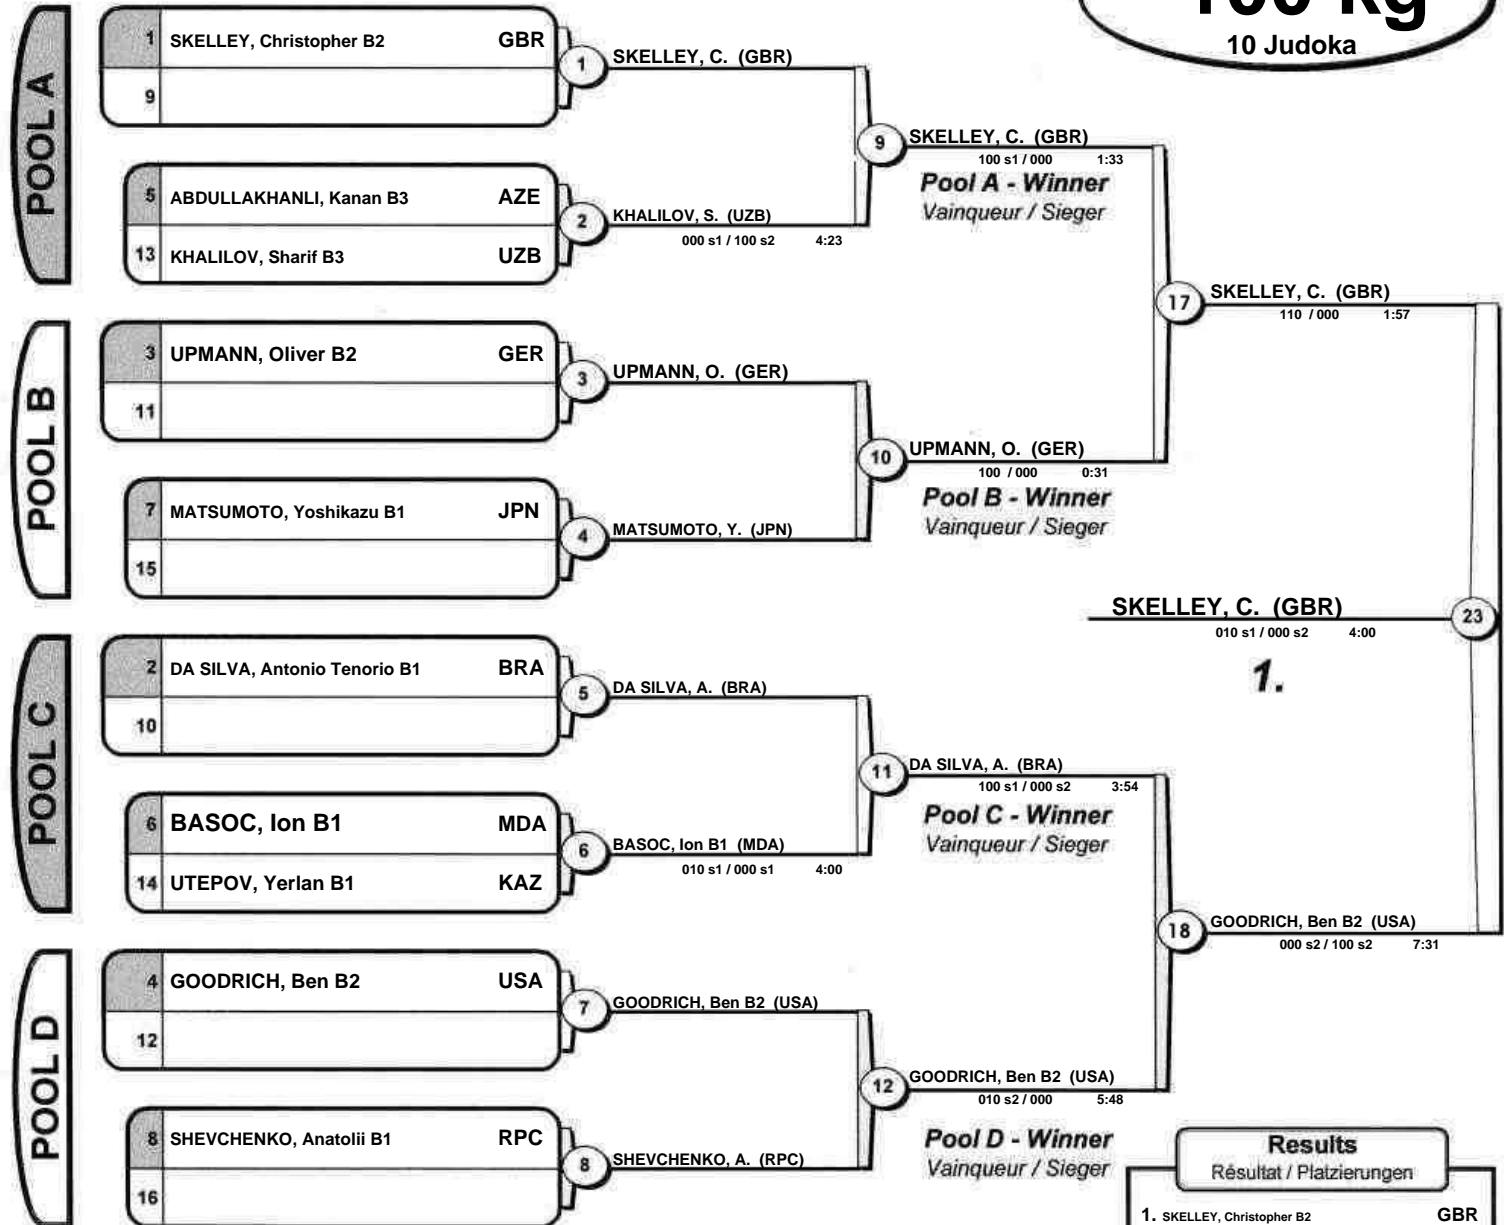 100 kg
10 Judoka
POOL A
1 SKELLEY, Christopher B2 GBR
9
5 ABDULLAKHANLI, Kanan B3 AZE
13 KHALILOV, Sharif B3 UZB
1 SKELLEY, C. (GBR)
2 KHALILOV, S. (UZB)
000 s1 / 100 s2 4:23
9 SKELLEY, C. (GBR)
100 s1 / 000 1:33
Pool A - Winner
Vainqueur / Sieger
POOL B
3 UPMANN, Oliver B2 GER
11
7 MATSUMOTO, Yoshikazu B1 JPN
15
3 UPMANN, O. (GER)
4 MATSUMOTO, Y. (JPN)
10 UPMANN, O. (GER)
100 / 000 0:31
Pool B - Winner
Vainqueur / Sieger
17 SKELLEY, C. (GBR)
110 / 000 1:57
SKELLEY, C. (GBR) 23
010 s1 / 000 s2 4:00
1.
POOL C
2 DA SILVA, Antonio Tenorio B1 BRA
10
6 BASOC, Ion B1 MDA
14 UTEPOV, Yerlan B1 KAZ
5 DA SILVA, A. (BRA)
6 BASOC, Ion B1 (MDA)
010 s1 / 000 s1 4:00
11 DA SILVA, A. (BRA)
100 s1 / 000 s2 3:54
Pool C - Winner
Vainqueur / Sieger
POOL D
4 GOODRICH, Ben B2 USA
12
8 SHEVCHENKO, Anatolii B1 RPC
16
7 GOODRICH, Ben B2 (USA)
8 SHEVCHENKO, A. (RPC)
12 GOODRICH, Ben B2 (USA)
010 s2 / 000 5:48
Pool D - Winner
Vainqueur / Sieger
18 GOODRICH, Ben B2 (USA)
000 s2 / 100 s2 7:31
Results
Résultat / Platzierungen
1. SKELLEY, Christopher B2 GBR